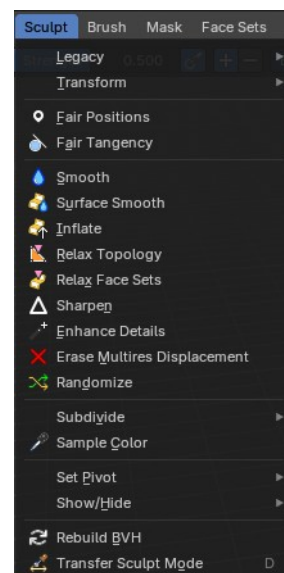 Sculpt Brush Mask Face Sets
Legacy
Transform
Fair Positions
Fair Tangency
Smooth
Surface Smooth
Inflate
Relax Topology
Relax Face Sets
Sharpen
Enhance Details
Erase Multires Displacement
Randomize
Subdivide
Sample Color
Set Pivot
Show/Hide
Rebuild BVH
Transfer Sculpt Mode D